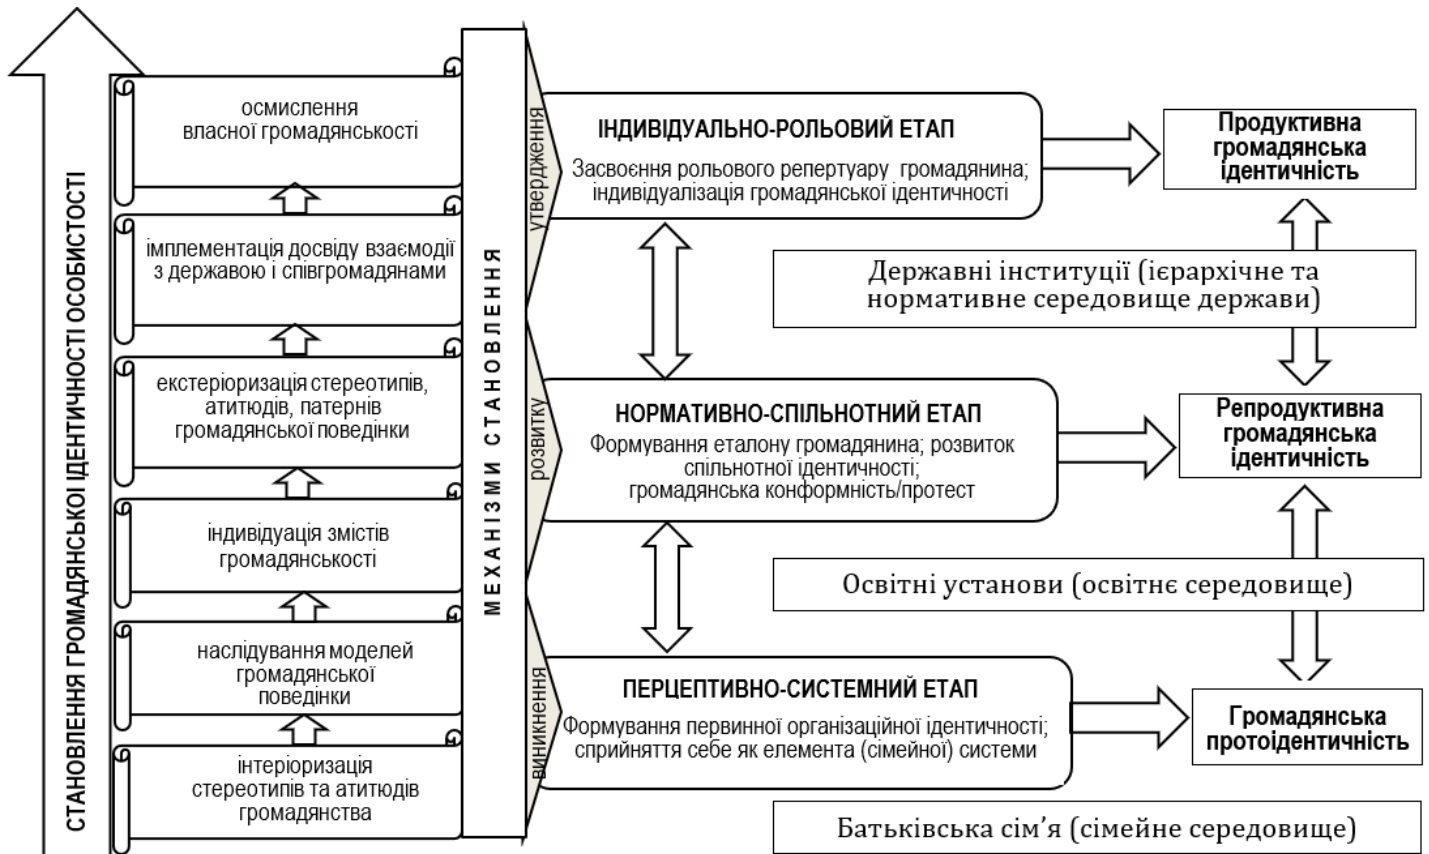 СТАНОВЛЕННЯ ГРОМАДЯНСЬКОЇ ІДЕНТИЧНОСТІ ОСОБИСТОСТІ
осмислення
власної громадянськості
імплементація досвіду взаємодії
з державою і співгромадянами
екстеріоризація стереотипів,
атитюдів, патернів
громадянської поведінки
індивідуація змістів
громадянськості
наслідування моделей
громадянської
поведінки
інтеріоризація
стереотипів та атитюдів
громадянства
МЕХАНІЗМИ СТАНОВЛЕННЯ
утвердження
розвитку
виникнення
ІНДИВІДУАЛЬНО-РОЛЬОВИЙ ЕТАП
Засвоєння рольового репертуару громадянина;
індивідуалізація громадянської ідентичності
НОРМАТИВНО-СПІЛЬНОТНИЙ ЕТАП
Формування еталону громадянина; розвиток
спільнотної ідентичності;
громадянська конформність/протест
ПЕРЦЕПТИВНО-СИСТЕМНИЙ ЕТАП
Формування первинної організаційної ідентичності;
сприйняття себе як елемента (сімейної) системи
Продуктивна
громадянська
ідентичність
Державні інституції (ієрархічне та
нормативне середовище держави)
Репродуктивна
громадянська
ідентичність
Освітні установи (освітнє середовище)
Громадянська
протоідентичність
Батьківська сім’я (сімейне середовище)